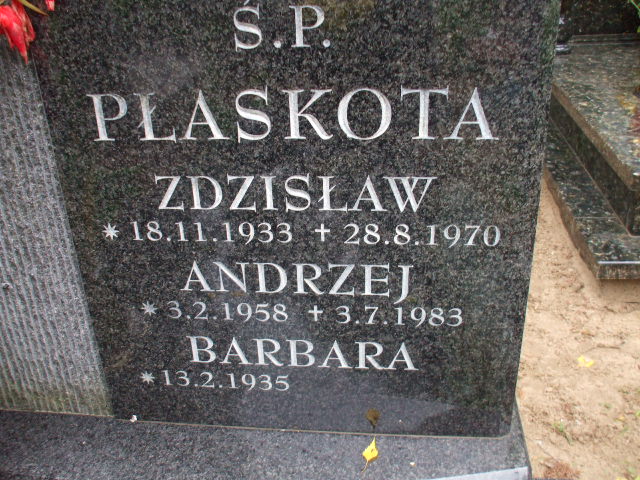 Ś.P.
PŁASKOTA
ZDZISŁAW
* 18.11.1933 + 28.8.1970
ANDRZEJ
* 3.2.1958 + 3.7.1983
BARBARA
* 13.2.1935